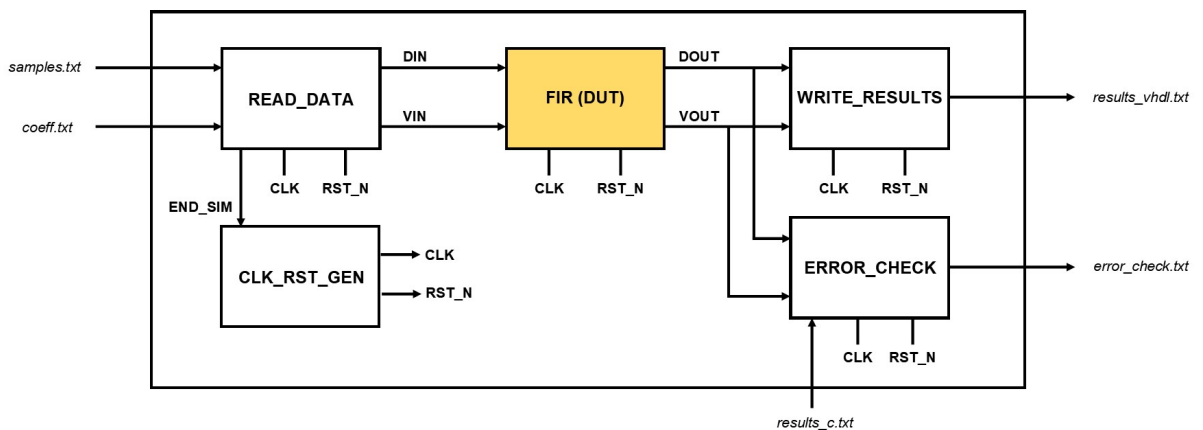 DIN
DOUT
samples.txt
READ_DATA
FIR (DUT)
WRITE_RESULTS
results_vhdl.txt
coeff.txt
VIN
VOUT
CLK
RST_N
CLK
RST_N
CLK
RST_N
END_SIM
CLK_RST_GEN
CLK
RST_N
ERROR_CHECK
error_check.txt
CLK
RST_N
results_c.txt